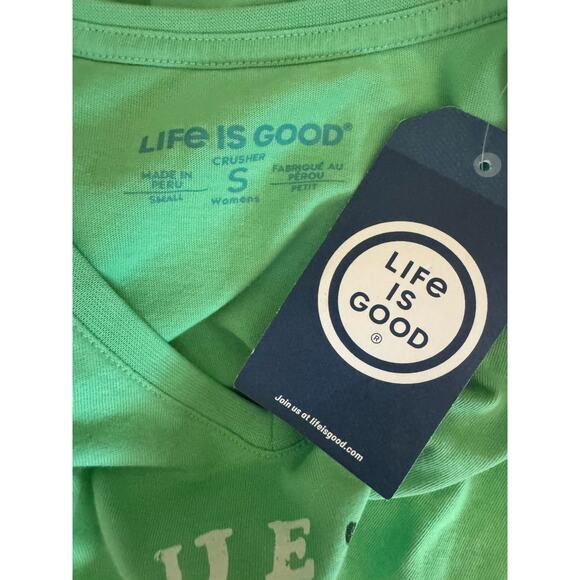 LIFe IS GOOD®
CRUSHER
MADE IN
PERU
SMALL
S
Womens
FABRIQUÉ AU
PÉROU
PETIT
LIFe
IS
GOOD
®
Join us at lifeisgood.com
UE